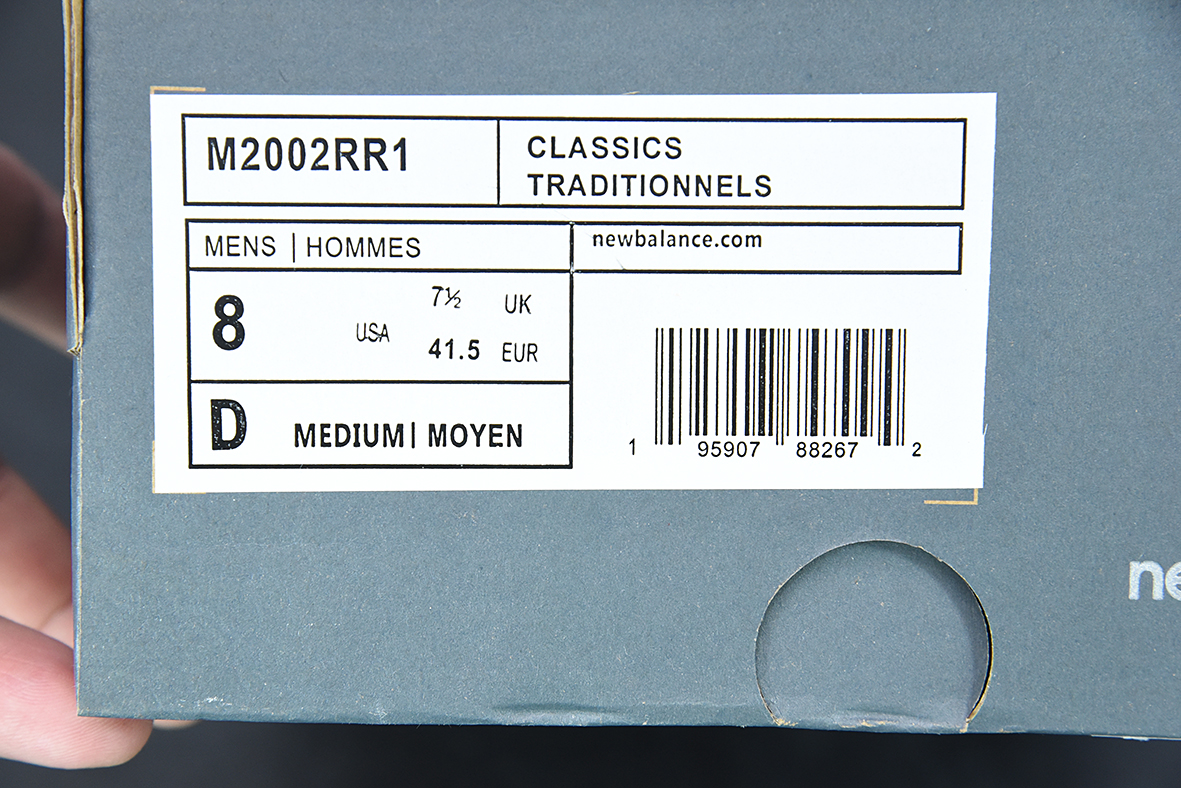 M2002RR1
CLASSICS
TRADITIONNELS
MENS | HOMMES
newbalance.com
8
USA
7½ UK
41.5 EUR
D
MEDIUM| MOYEN
1 95907 88267 2
ne